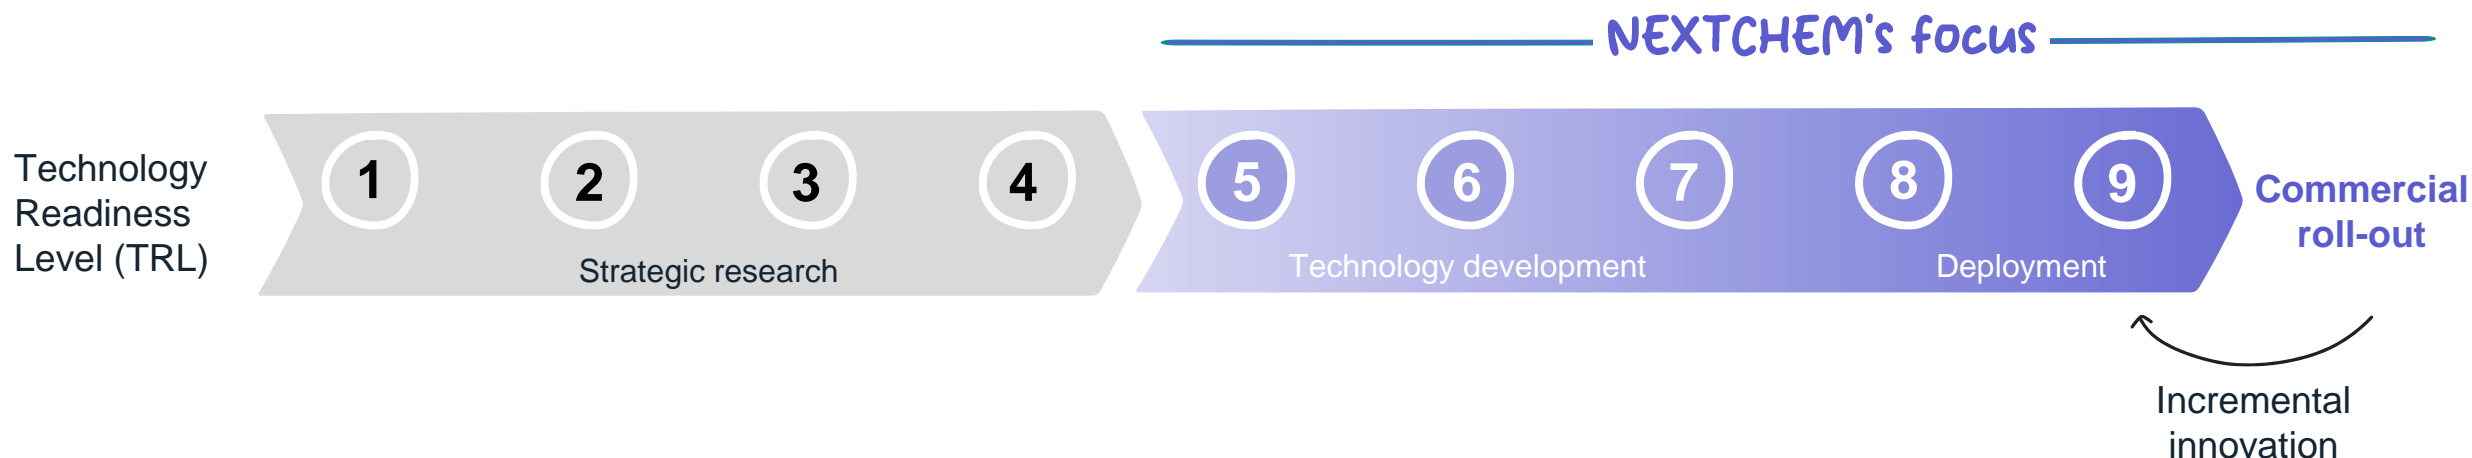 NEXTCHEM's focus
Technology
Readiness
Level (TRL)
1 2 3 4 5 6 7 8 9
Strategic research
Technology development
Deployment
Commercial
roll-out
Incremental
innovation